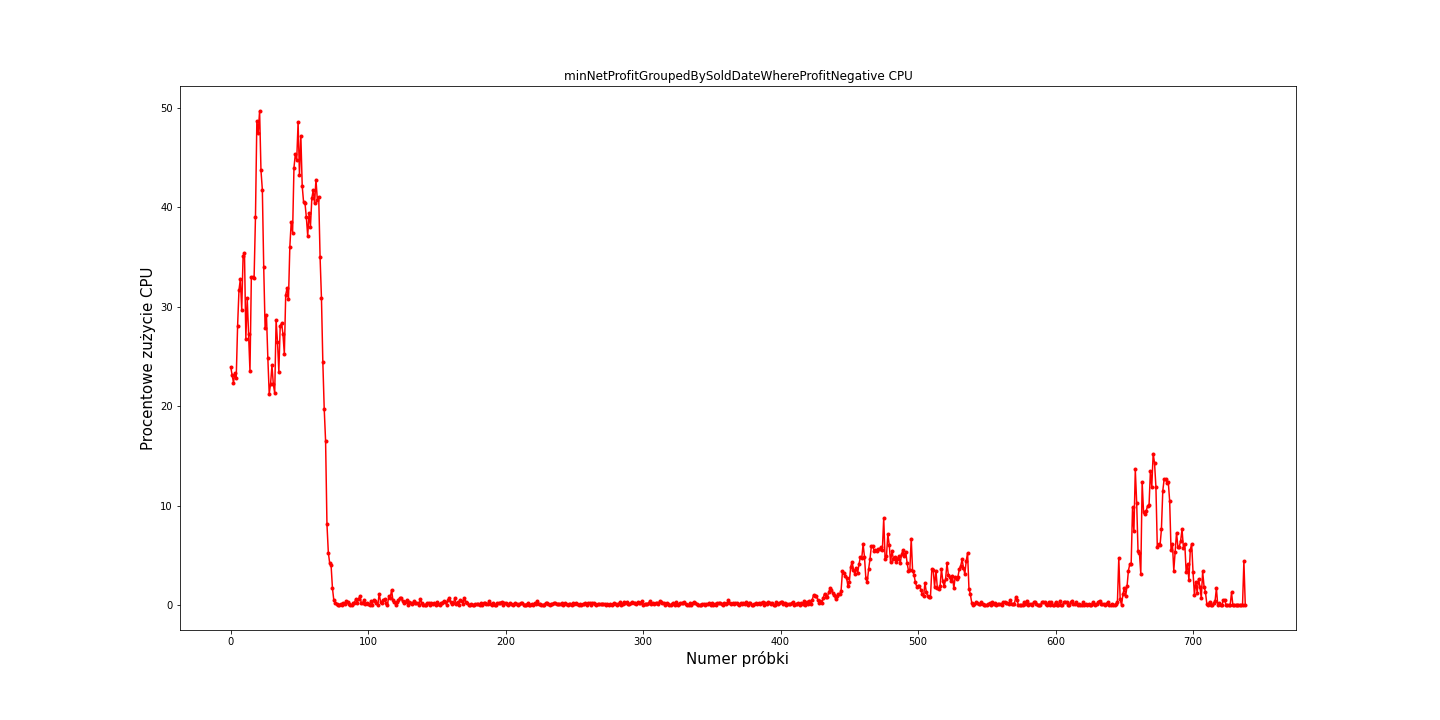 minNetProfitGroupedBySoldDateWhereProfitNegative CPU
50
40
30
20
10
0
Procentowe zużycie CPU
0 100 200 300 400 500 600 700
Numer próbki